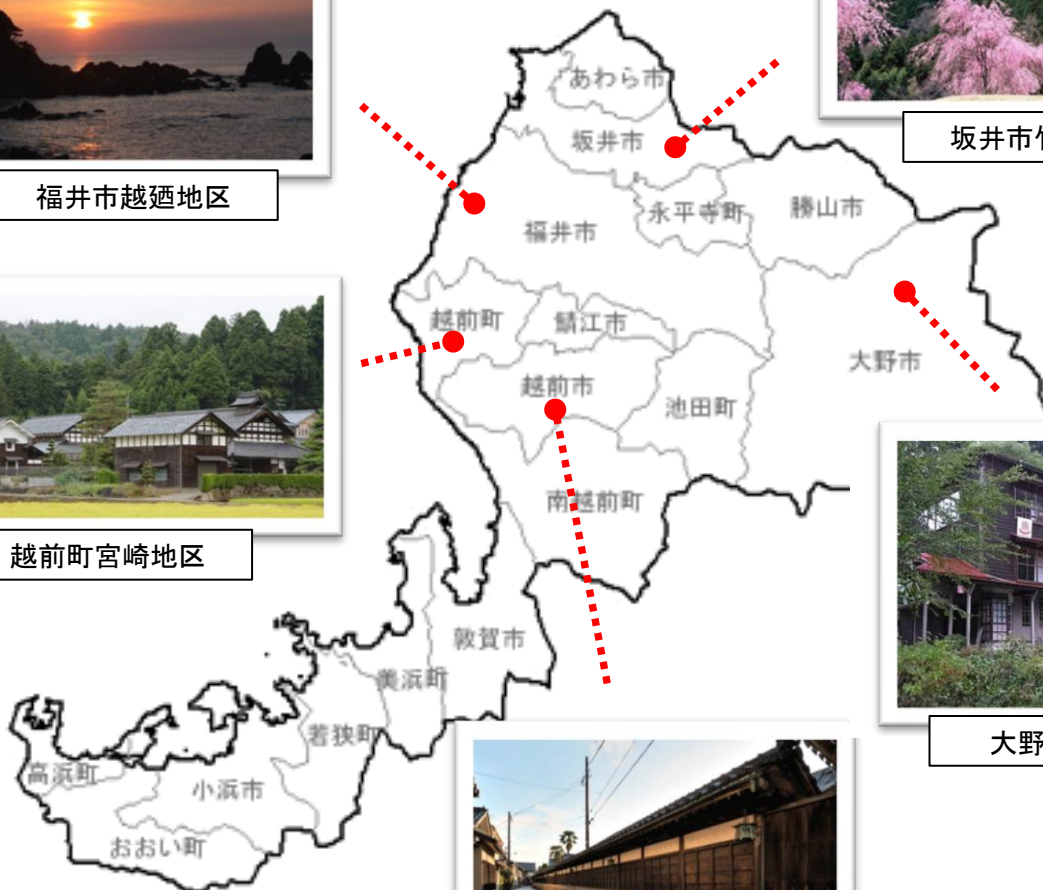 あわら市
坂井市
坂井市
福井市越廼地区
永平寺町
勝山市
福井市
越前町
鯖江市
大野市
越前市
池田町
南越前町
越前町宮崎地区
敦賀市
美浜町
若狭町
大野
高浜町
小浜市
おおい町